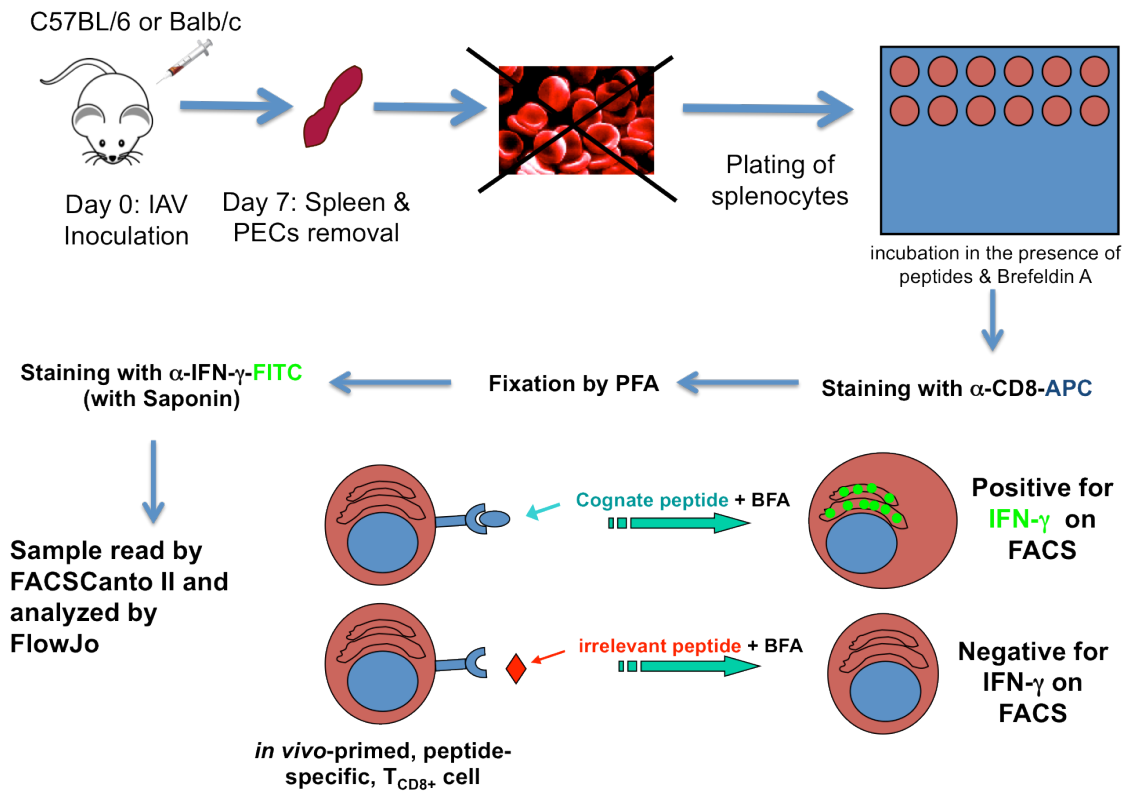 C57BL/6 or Balb/c
Day 0: IAV
Inoculation
Day 7: Spleen &
PECs removal
Plating of
splenocytes
incubation in the presence of
peptides & Brefeldin A
Staining with α-CD8-APC
Fixation by PFA
Staining with α-IFN-γ-FITC
(with Saponin)
Sample read by
FACSCanto II and
analyzed by
FlowJo
Cognate peptide + BFA
Positive for
IFN-γ on
FACS
irrelevant peptide + BFA
Negative for
IFN-γ on
FACS
in vivo-primed, peptide-
specific, TCD8+ cell